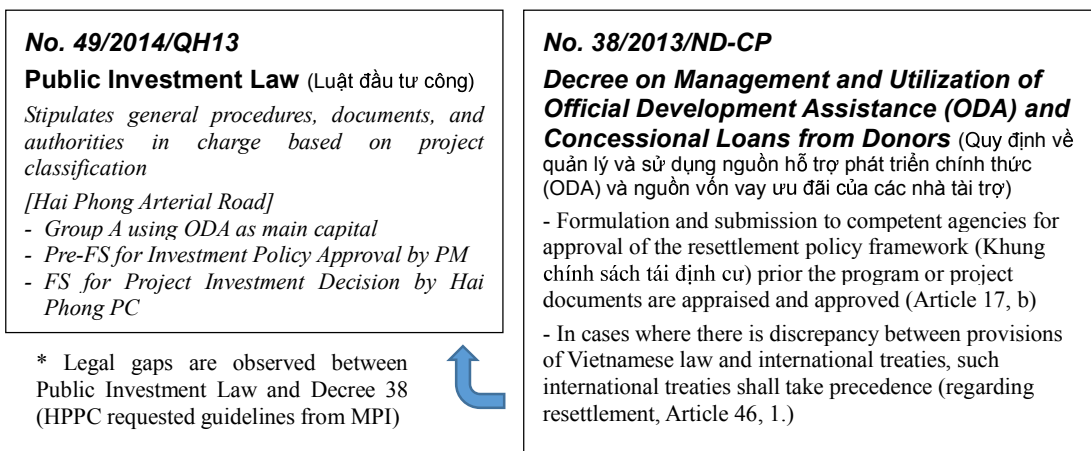 No. 49/2014/QH13
Public Investment Law (Luật đầu tư công)
Stipulates general procedures, documents, and
authorities in charge based on project
classification
[Hai Phong Arterial Road]
- Group A using ODA as main capital
- Pre-FS for Investment Policy Approval by PM
- FS for Project Investment Decision by Hai
Phong PC
* Legal gaps are observed between
Public Investment Law and Decree 38
(HPPC requested guidelines from MPI)
No. 38/2013/ND-CP
Decree on Management and Utilization of
Official Development Assistance (ODA) and
Concessional Loans from Donors (Quy định về
quản lý và sử dụng nguồn hỗ trợ phát triển chính thức
(ODA) và nguồn vốn vay ưu đãi của các nhà tài trợ)
- Formulation and submission to competent agencies for
approval of the resettlement policy framework (Khung
chính sách tái định cư) prior the program or project
documents are appraised and approved (Article 17, b)
- In cases where there is discrepancy between provisions
of Vietnamese law and international treaties, such
international treaties shall take precedence (regarding
resettlement, Article 46, 1.)